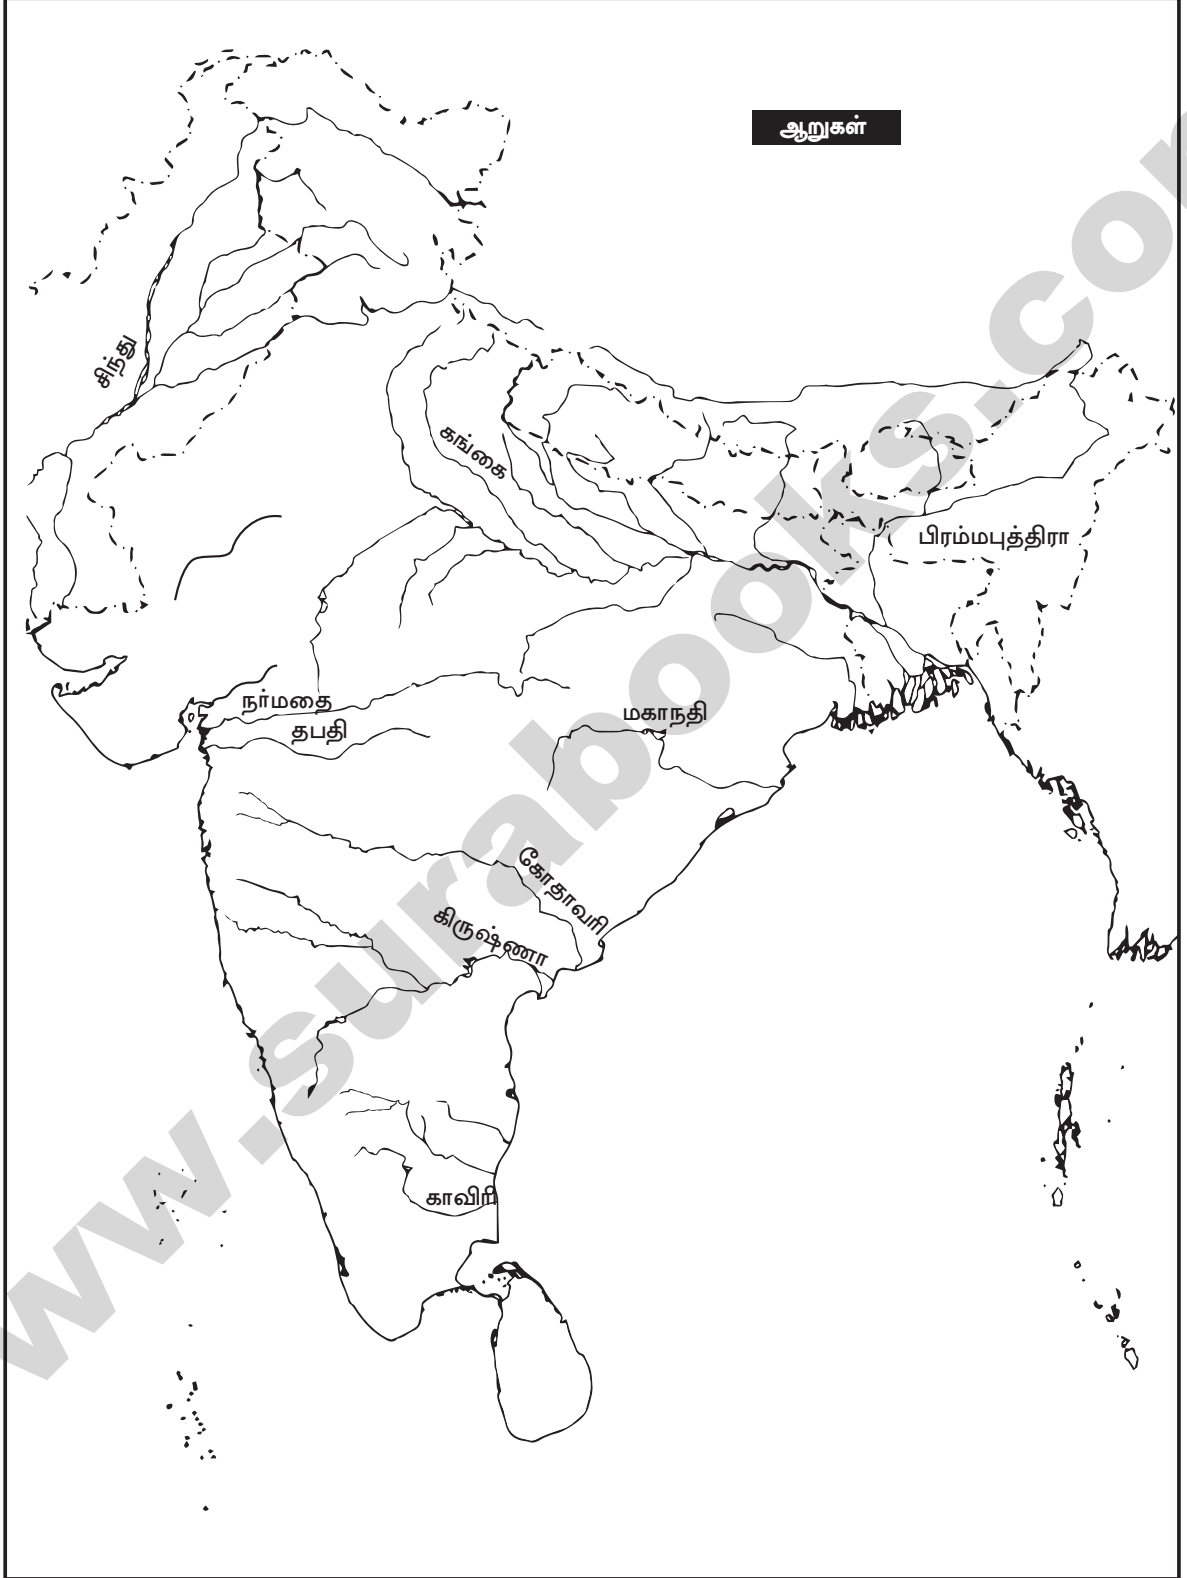 ஆறுகள்
சிந்து
கங்கை
பிரம்மபுத்திரா
நர்மதை
தபதி
மகாநதி
கோதாவரி
கிருஷ்ணா
காவிரி
www.surabooks.com